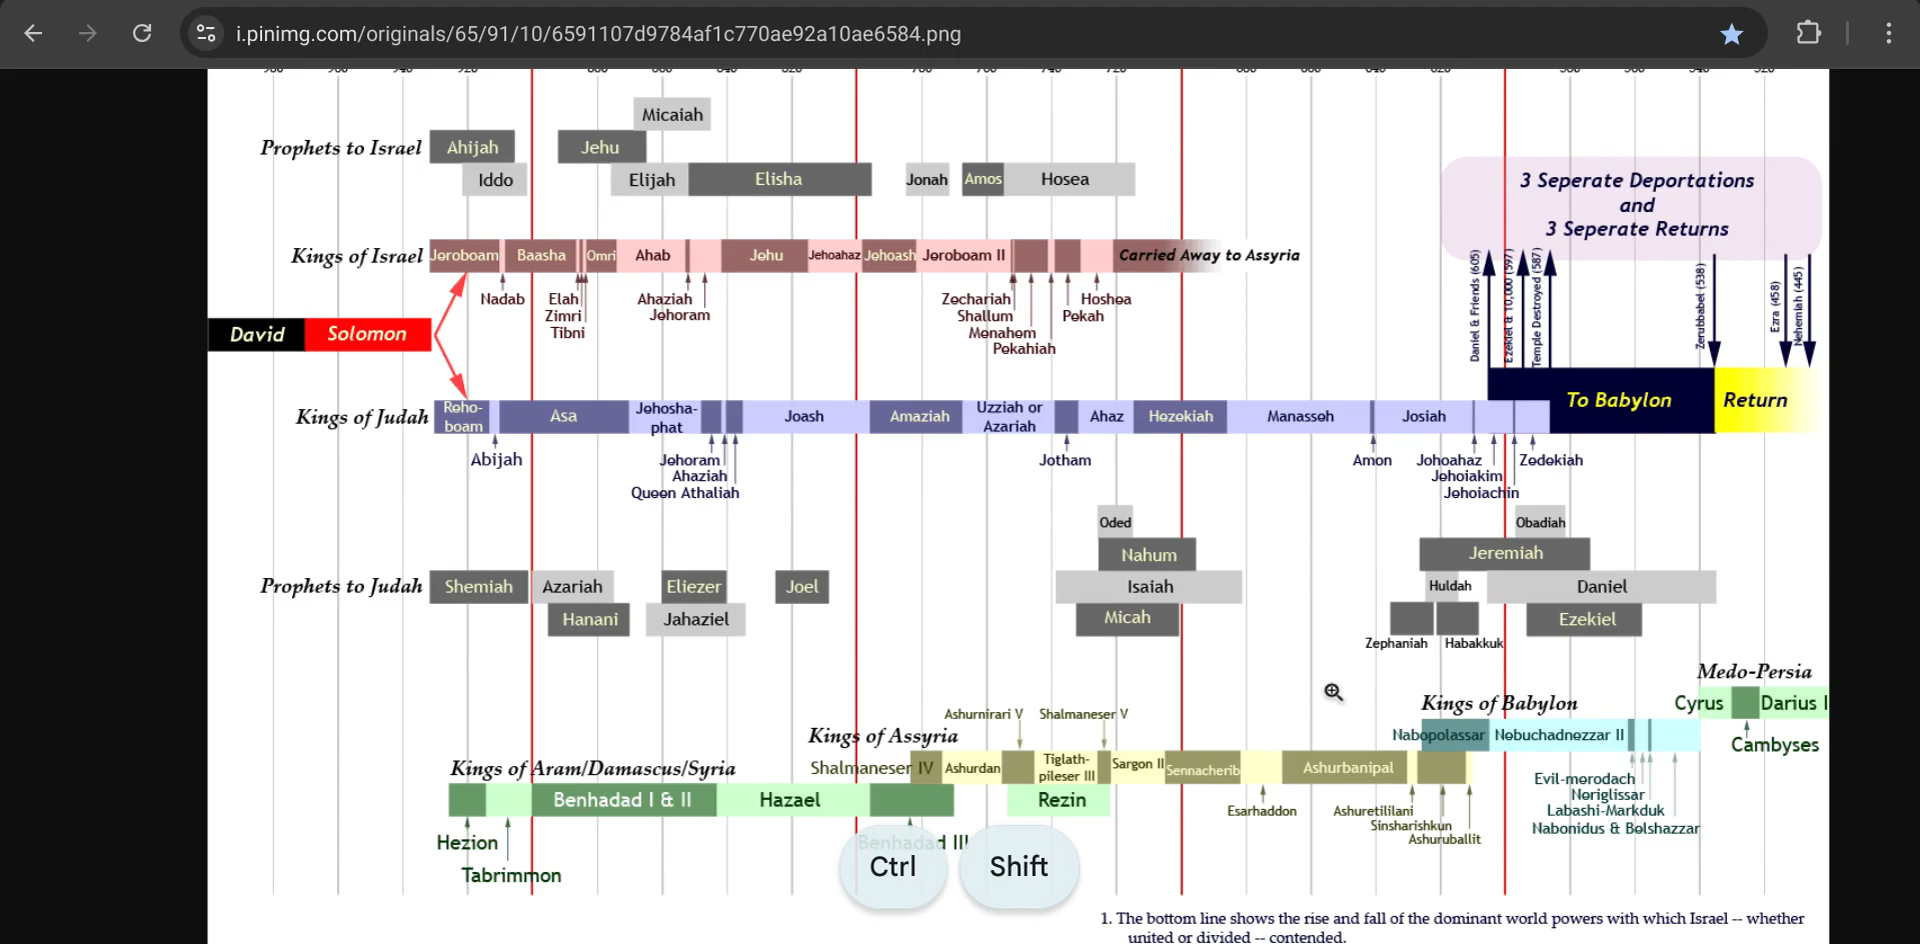 i.pinimg.com/originals/65/91/10/6591107d9784af1c770ae92a10ae6584.png
Micaiah
Prophets to Israel
Ahijah
Jehu
Iddo
Elijah
Elisha
Jonah
Amos
Hosea
3 Seperate Deportations
and
3 Seperate Returns
Kings of Israel
Jeroboam
Baasha
Omri
Ahab
Jehu
Jehoahaz
Jehoash
Jeroboam II
Carried Away to Assyria
Nadab
Elah
Zimri
Tibni
Ahaziah
Jehoram
Zechariah
Shallum
Menahem
Pekahiah
Pekah
Hoshea
Daniel & Friends (605)
Ezekiel & 10,000 (597)
Temple Destroyed (587)
Zerubbabel (538)
Ezra (458)
Nehemiah (445)
David
Solomon
To Babylon
Return
Kings of Judah
Reho-
boam
Asa
Jehosha-
phat
Joash
Amaziah
Uzziah or
Azariah
Ahaz
Hezekiah
Manasseh
Josiah
Abijah
Jehoram
Ahaziah
Queen Athaliah
Jotham
Amon
Johoahaz
Jehoiakim
Jehoiachin
Zedekiah
Oded
Obadiah
Nahum
Jeremiah
Prophets to Judah
Shemiah
Azariah
Eliezer
Joel
Isaiah
Huldah
Daniel
Hanani
Jahaziel
Micah
Ezekiel
Zephaniah
Habakkuk
Medo-Persia
Cyrus
Darius I
Cambyses
Kings of Babylon
Nabopolassar
Nebuchadnezzar II
Evil-merodach
Neriglissar
Labashi-Markduk
Nabonidus & Belshazzar
Ashurnirari V
Shalmaneser V
Kings of Assyria
Shalmaneser IV
Ashurdan
Tiglath-
pileser III
Sargon II
Sennacherib
Ashurbanipal
Esarhaddon
Ashuretililani
Sinsharishkun
Ashuruballit
Kings of Aram/Damascus/Syria
Benhadad I & II
Hazael
Rezin
Hezion
Benhadad III
Tabrimmon
Ctrl
Shift
1. The bottom line shows the rise and fall of the dominant world powers with which Israel -- whether
united or divided -- contended.